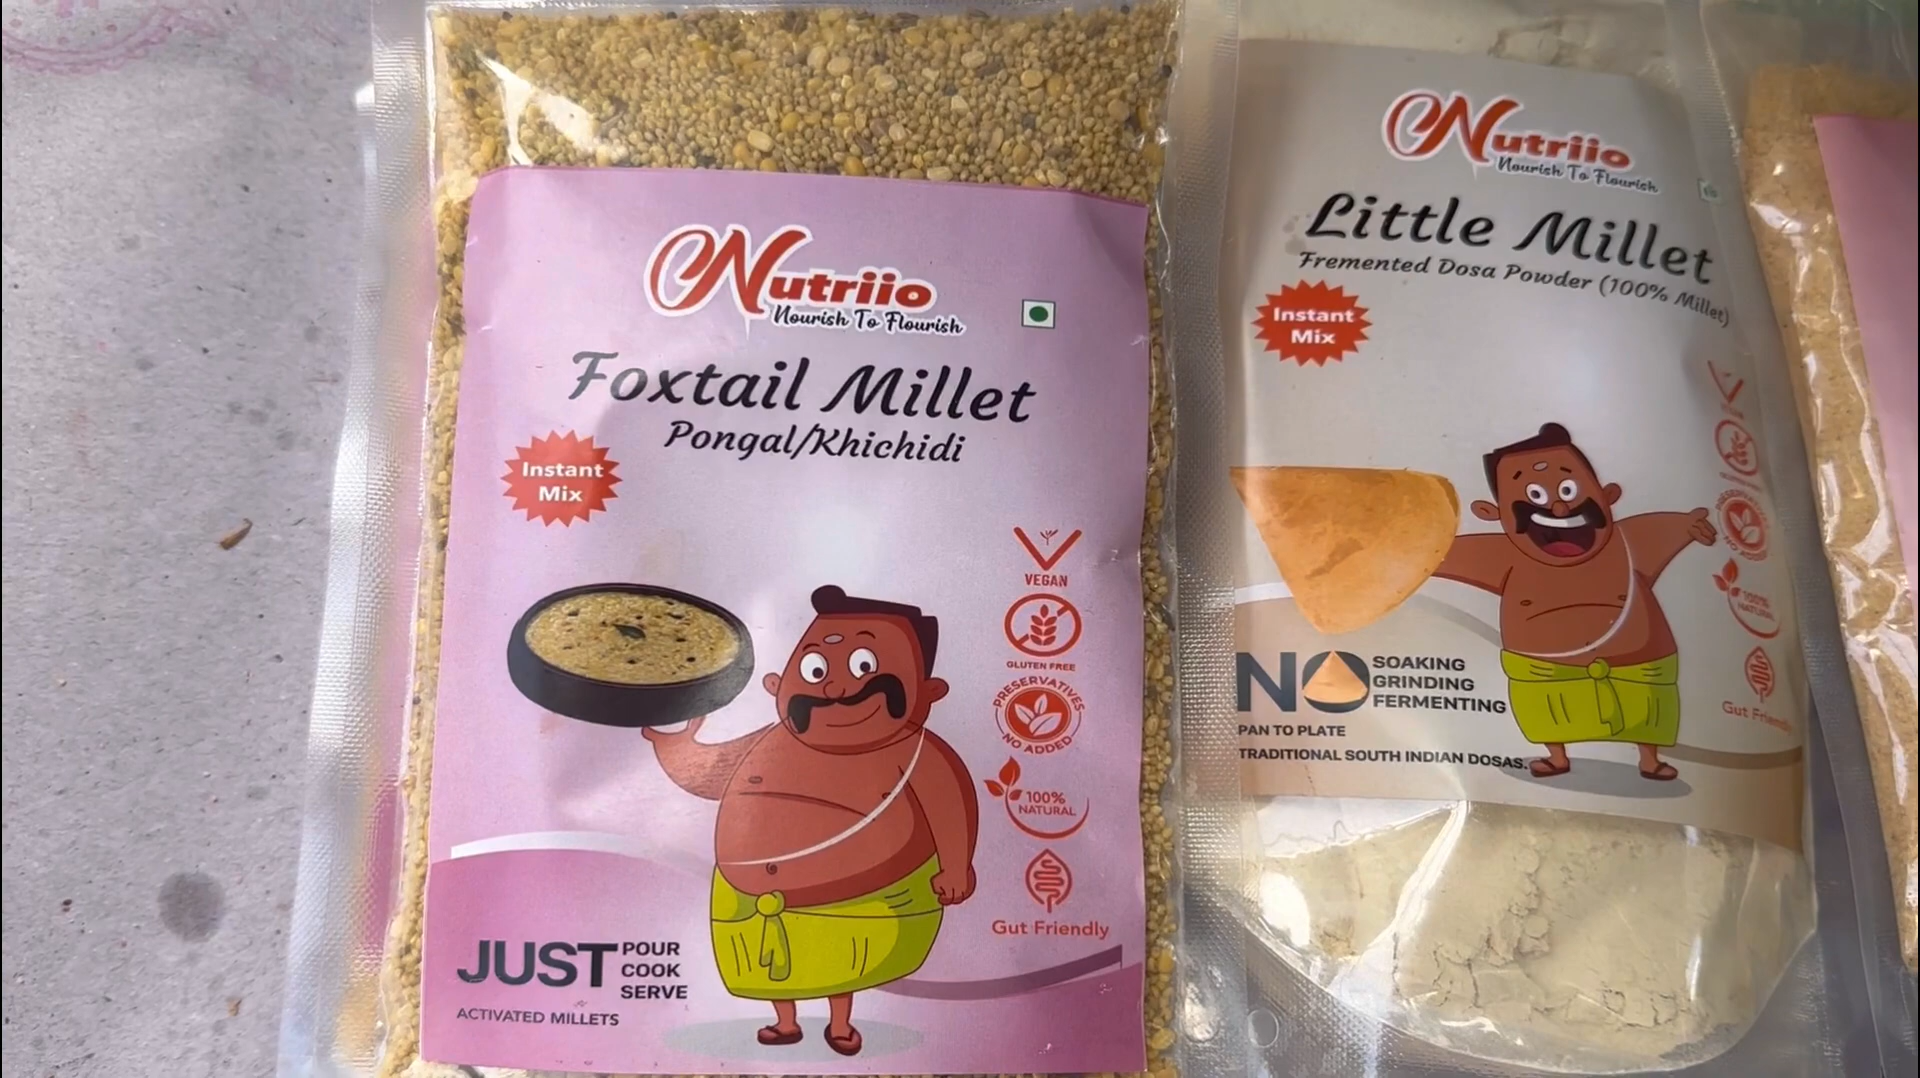 Nutriio
Nourish To Flourish
Foxtail Millet
Pongal/Khichidi
Instant
Mix
VEGAN
GLUTEN FREE
PRESERVATIVES
NO ADDED
100%
NATURAL
Gut Friendly
JUST POUR
COOK
SERVE
ACTIVATED MILLETS
Nutriio
Nourish To Flourish
Little Millet
Fremented Dosa Powder (100% Millet)
Instant
Mix
100%
NATURAL
NO SOAKING
GRINDING
FERMENTING
PAN TO PLATE
TRADITIONAL SOUTH INDIAN DOSAS.
Gut